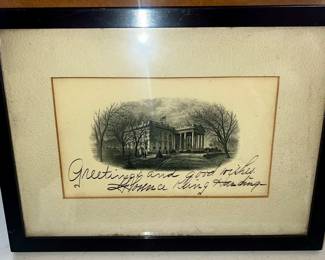 Greetings and good wishes
Florence Kling Harding